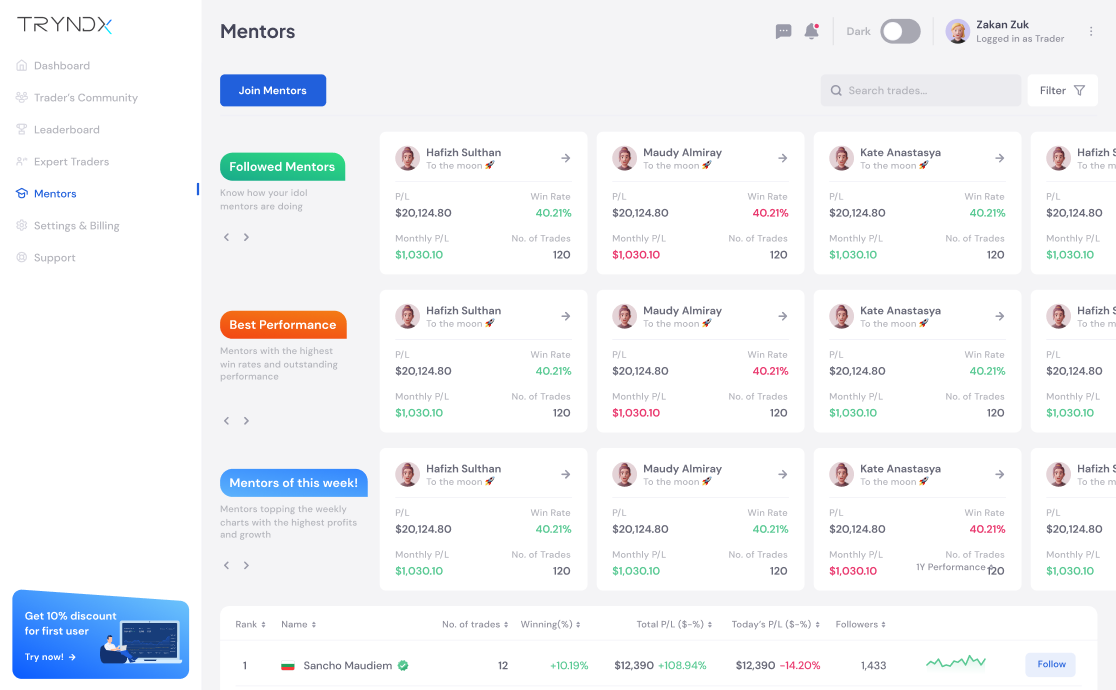 TRYNDX
Dashboard
Trader's Community
Leaderboard
Expert Traders
Mentors
Settings & Billing
Support
Get 10% discount
for first user
Try now!
Mentors
Dark
Zakan Zuk
Logged in as Trader
Join Mentors
Search trades...
Filter
Followed Mentors
Know how your idol
mentors are doing
Hafizh Sulthan
To the moon 🚀
P/L Win Rate
$20,124.80 40.21%
Monthly P/L No. of Trades
$1,030.10 120
Maudy Almiray
To the moon 🚀
P/L Win Rate
$20,124.80 40.21%
Monthly P/L No. of Trades
$1,030.10 120
Kate Anastasya
To the moon 🚀
P/L Win Rate
$20,124.80 40.21%
Monthly P/L No. of Trades
$1,030.10 120
Hafizh S
To the m
P/L
$20,124.80
Monthly P/L
$1,030.10
Best Performance
Mentors with the highest
win rates and outstanding
performance
Hafizh Sulthan
To the moon 🚀
P/L Win Rate
$20,124.80 40.21%
Monthly P/L No. of Trades
$1,030.10 120
Maudy Almiray
To the moon 🚀
P/L Win Rate
$20,124.80 40.21%
Monthly P/L No. of Trades
$1,030.10 120
Kate Anastasya
To the moon 🚀
P/L Win Rate
$20,124.80 40.21%
Monthly P/L No. of Trades
$1,030.10 120
Hafizh S
To the m
P/L
$20,124.80
Monthly P/L
$1,030.10
Mentors of this week!
Mentors topping the weekly
charts with the highest profits
and growth
Hafizh Sulthan
To the moon 🚀
P/L Win Rate
$20,124.80 40.21%
Monthly P/L No. of Trades
$1,030.10 120
Maudy Almiray
To the moon 🚀
P/L Win Rate
$20,124.80 40.21%
Monthly P/L No. of Trades
$1,030.10 120
Kate Anastasya
To the moon 🚀
P/L Win Rate
$20,124.80 40.21%
Monthly P/L No. of Trades
$1,030.10 120
1Y Performance
Hafizh S
To the m
P/L
$20,124.80
Monthly P/L
$1,030.10
Rank Name No. of trades Winning(%) Total P/L ($-%) Today's P/L ($-%) Followers
1 Sancho Maudiem 12 +10.19% $12,390 +108.94% $12,390 -14.20% 1,433 Follow